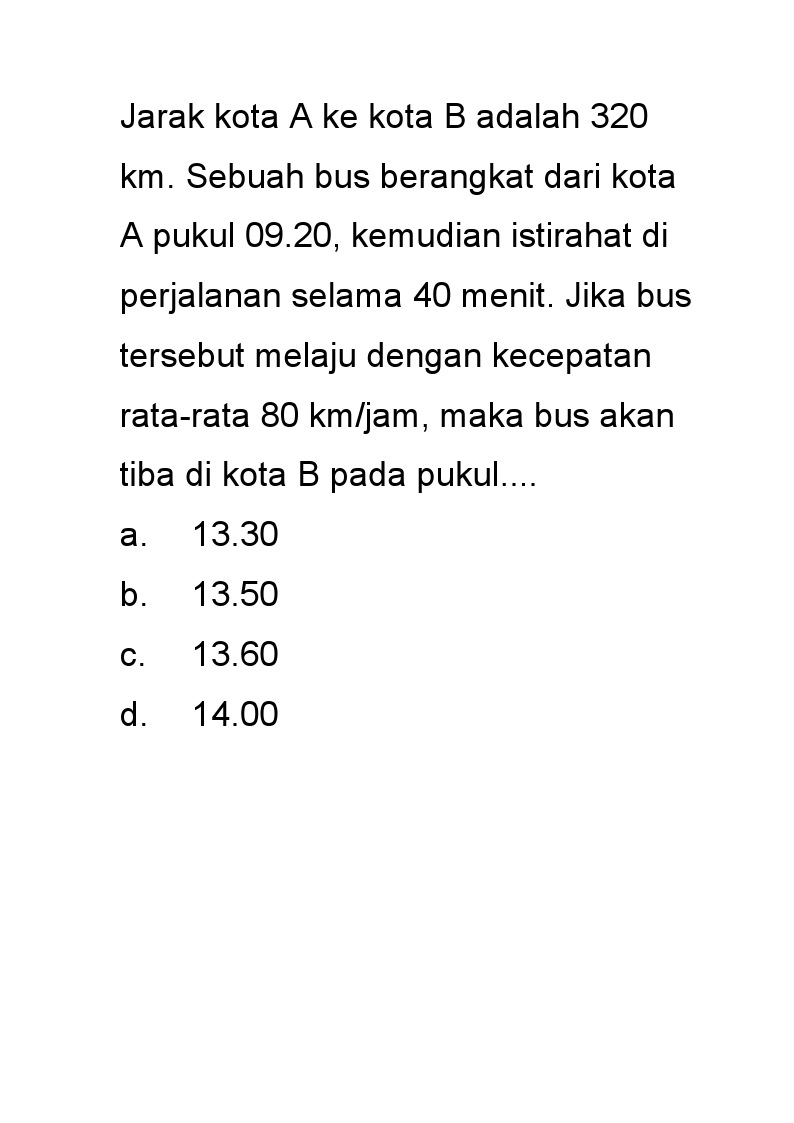 Jarak kota A ke kota B adalah 320
km. Sebuah bus berangkat dari kota
A pukul 09.20, kemudian istirahat di
perjalanan selama 40 menit. Jika bus
tersebut melaju dengan kecepatan
rata-rata 80 km/jam, maka bus akan
tiba di kota B pada pukul....
a. 13.30
b. 13.50
c. 13.60
d. 14.00